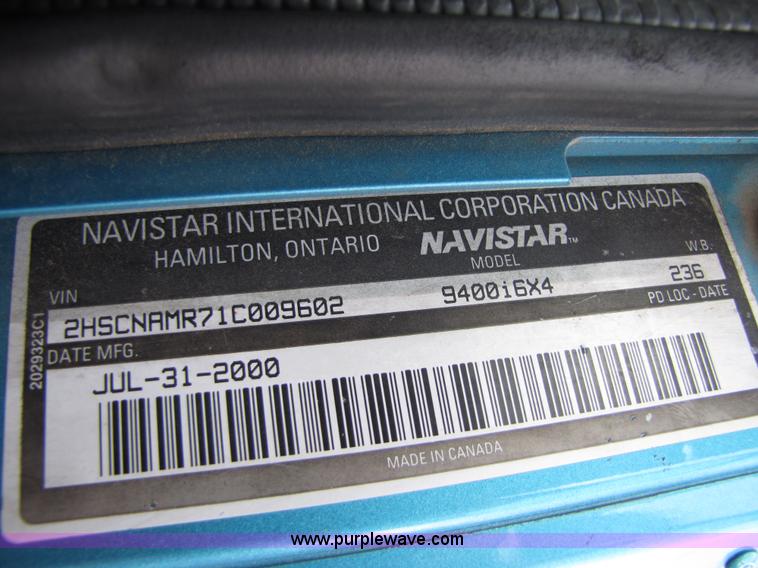 NAVISTAR INTERNATIONAL CORPORATION CANADA
HAMILTON, ONTARIO NAVISTAR™
VIN MODEL W.B.
2HSCNAMR71C009602 9400i6X4 236
DATE MFG. PD LOC - DATE
JUL-31-2000
MADE IN CANADA
2029323C1
www.purplewave.com